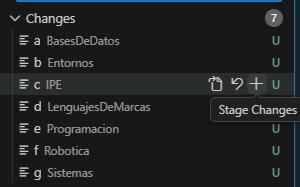 Changes 7
a BasesDeDatos U
b Entornos U
c IPE U
Stage Changes
d LenguajesDeMarcas
e Programacion U
f Robotica U
g Sistemas U